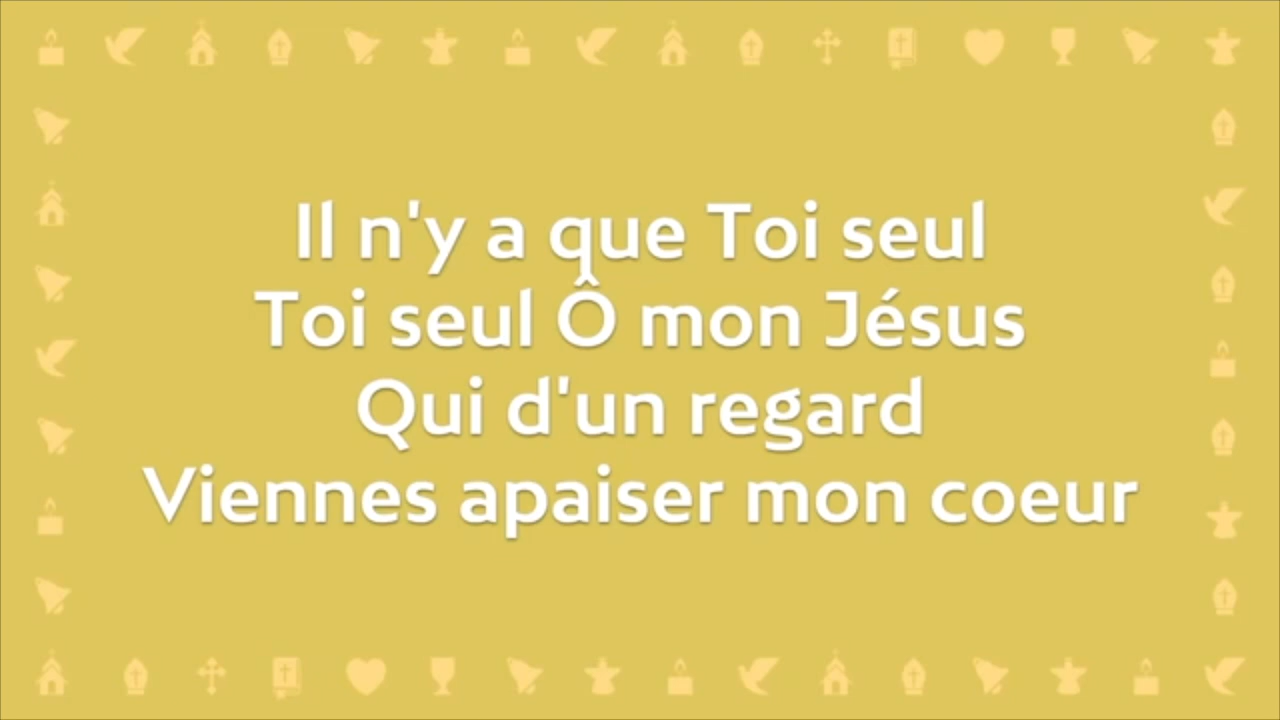 Il n'y a que Toi seul
Toi seul Ô mon Jésus
Qui d'un regard
Viennes apaiser mon coeur